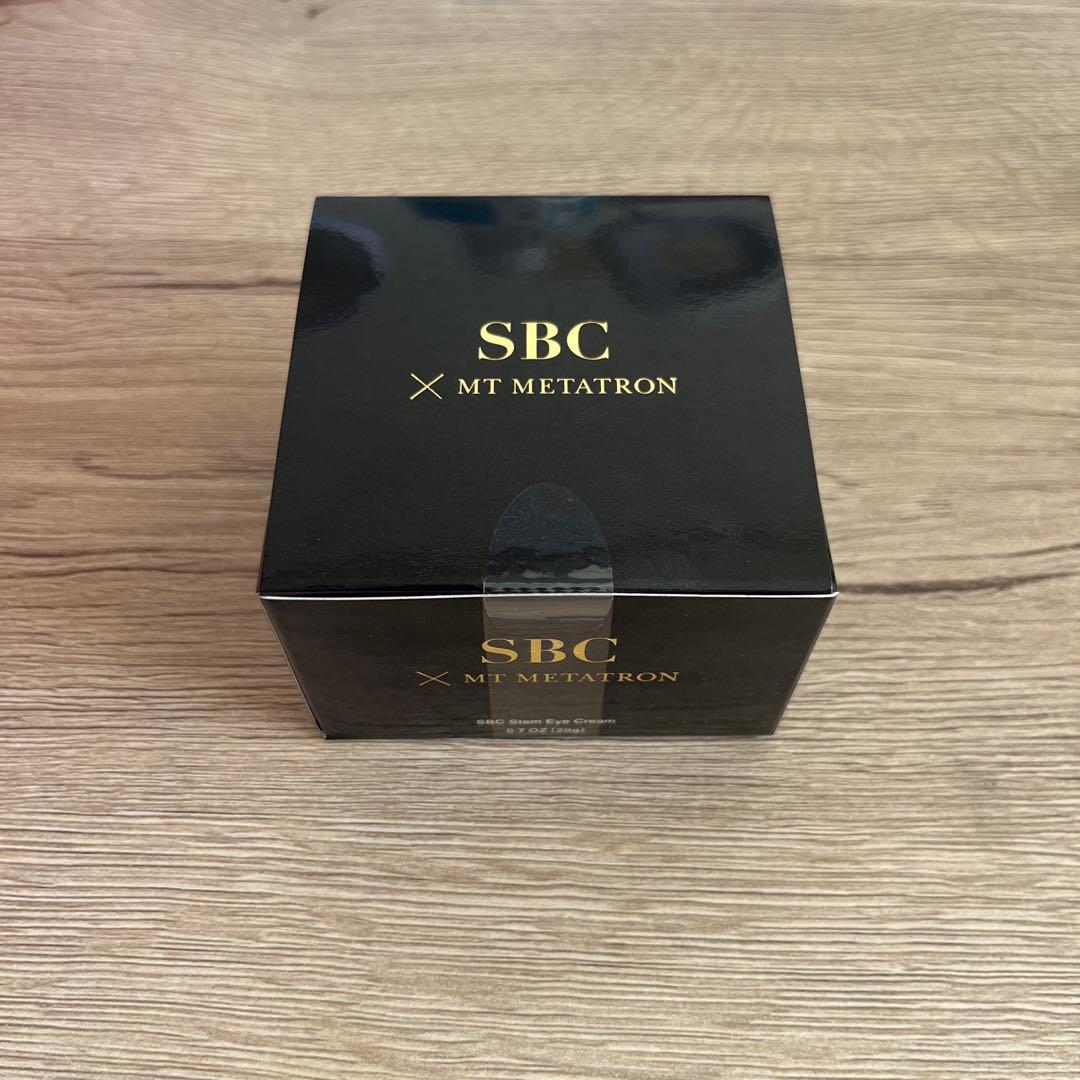 SBC
× MT METATRON
SBC
× MT METATRON
SBC Stem Eye Cream
0.7 OZ (20g)